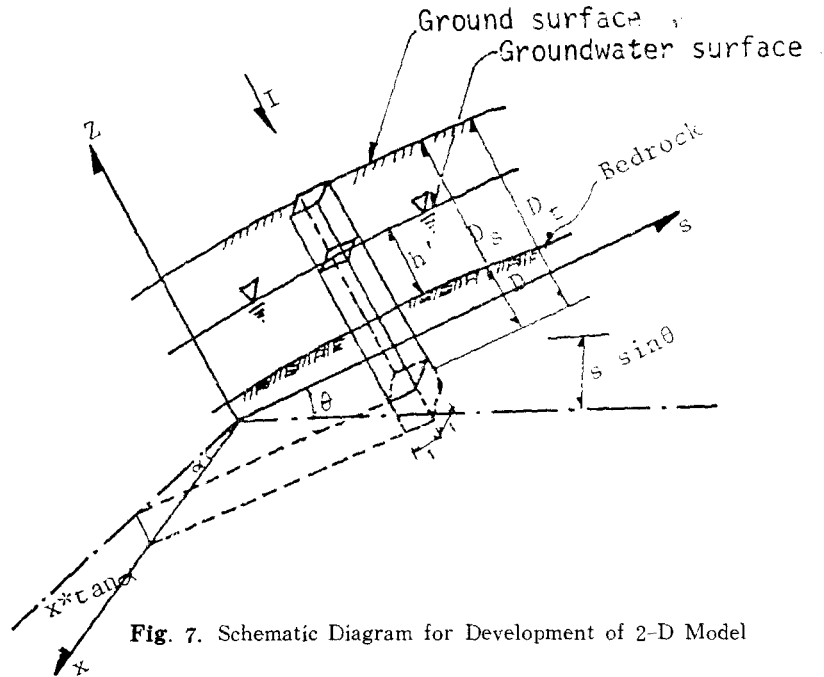 Ground surface
Groundwater surface
I
Z
Bedrock
D_t
D_s
h'
D
s
s sinθ
θ
α
x*tanα
x
Fig. 7. Schematic Diagram for Development of 2-D Model